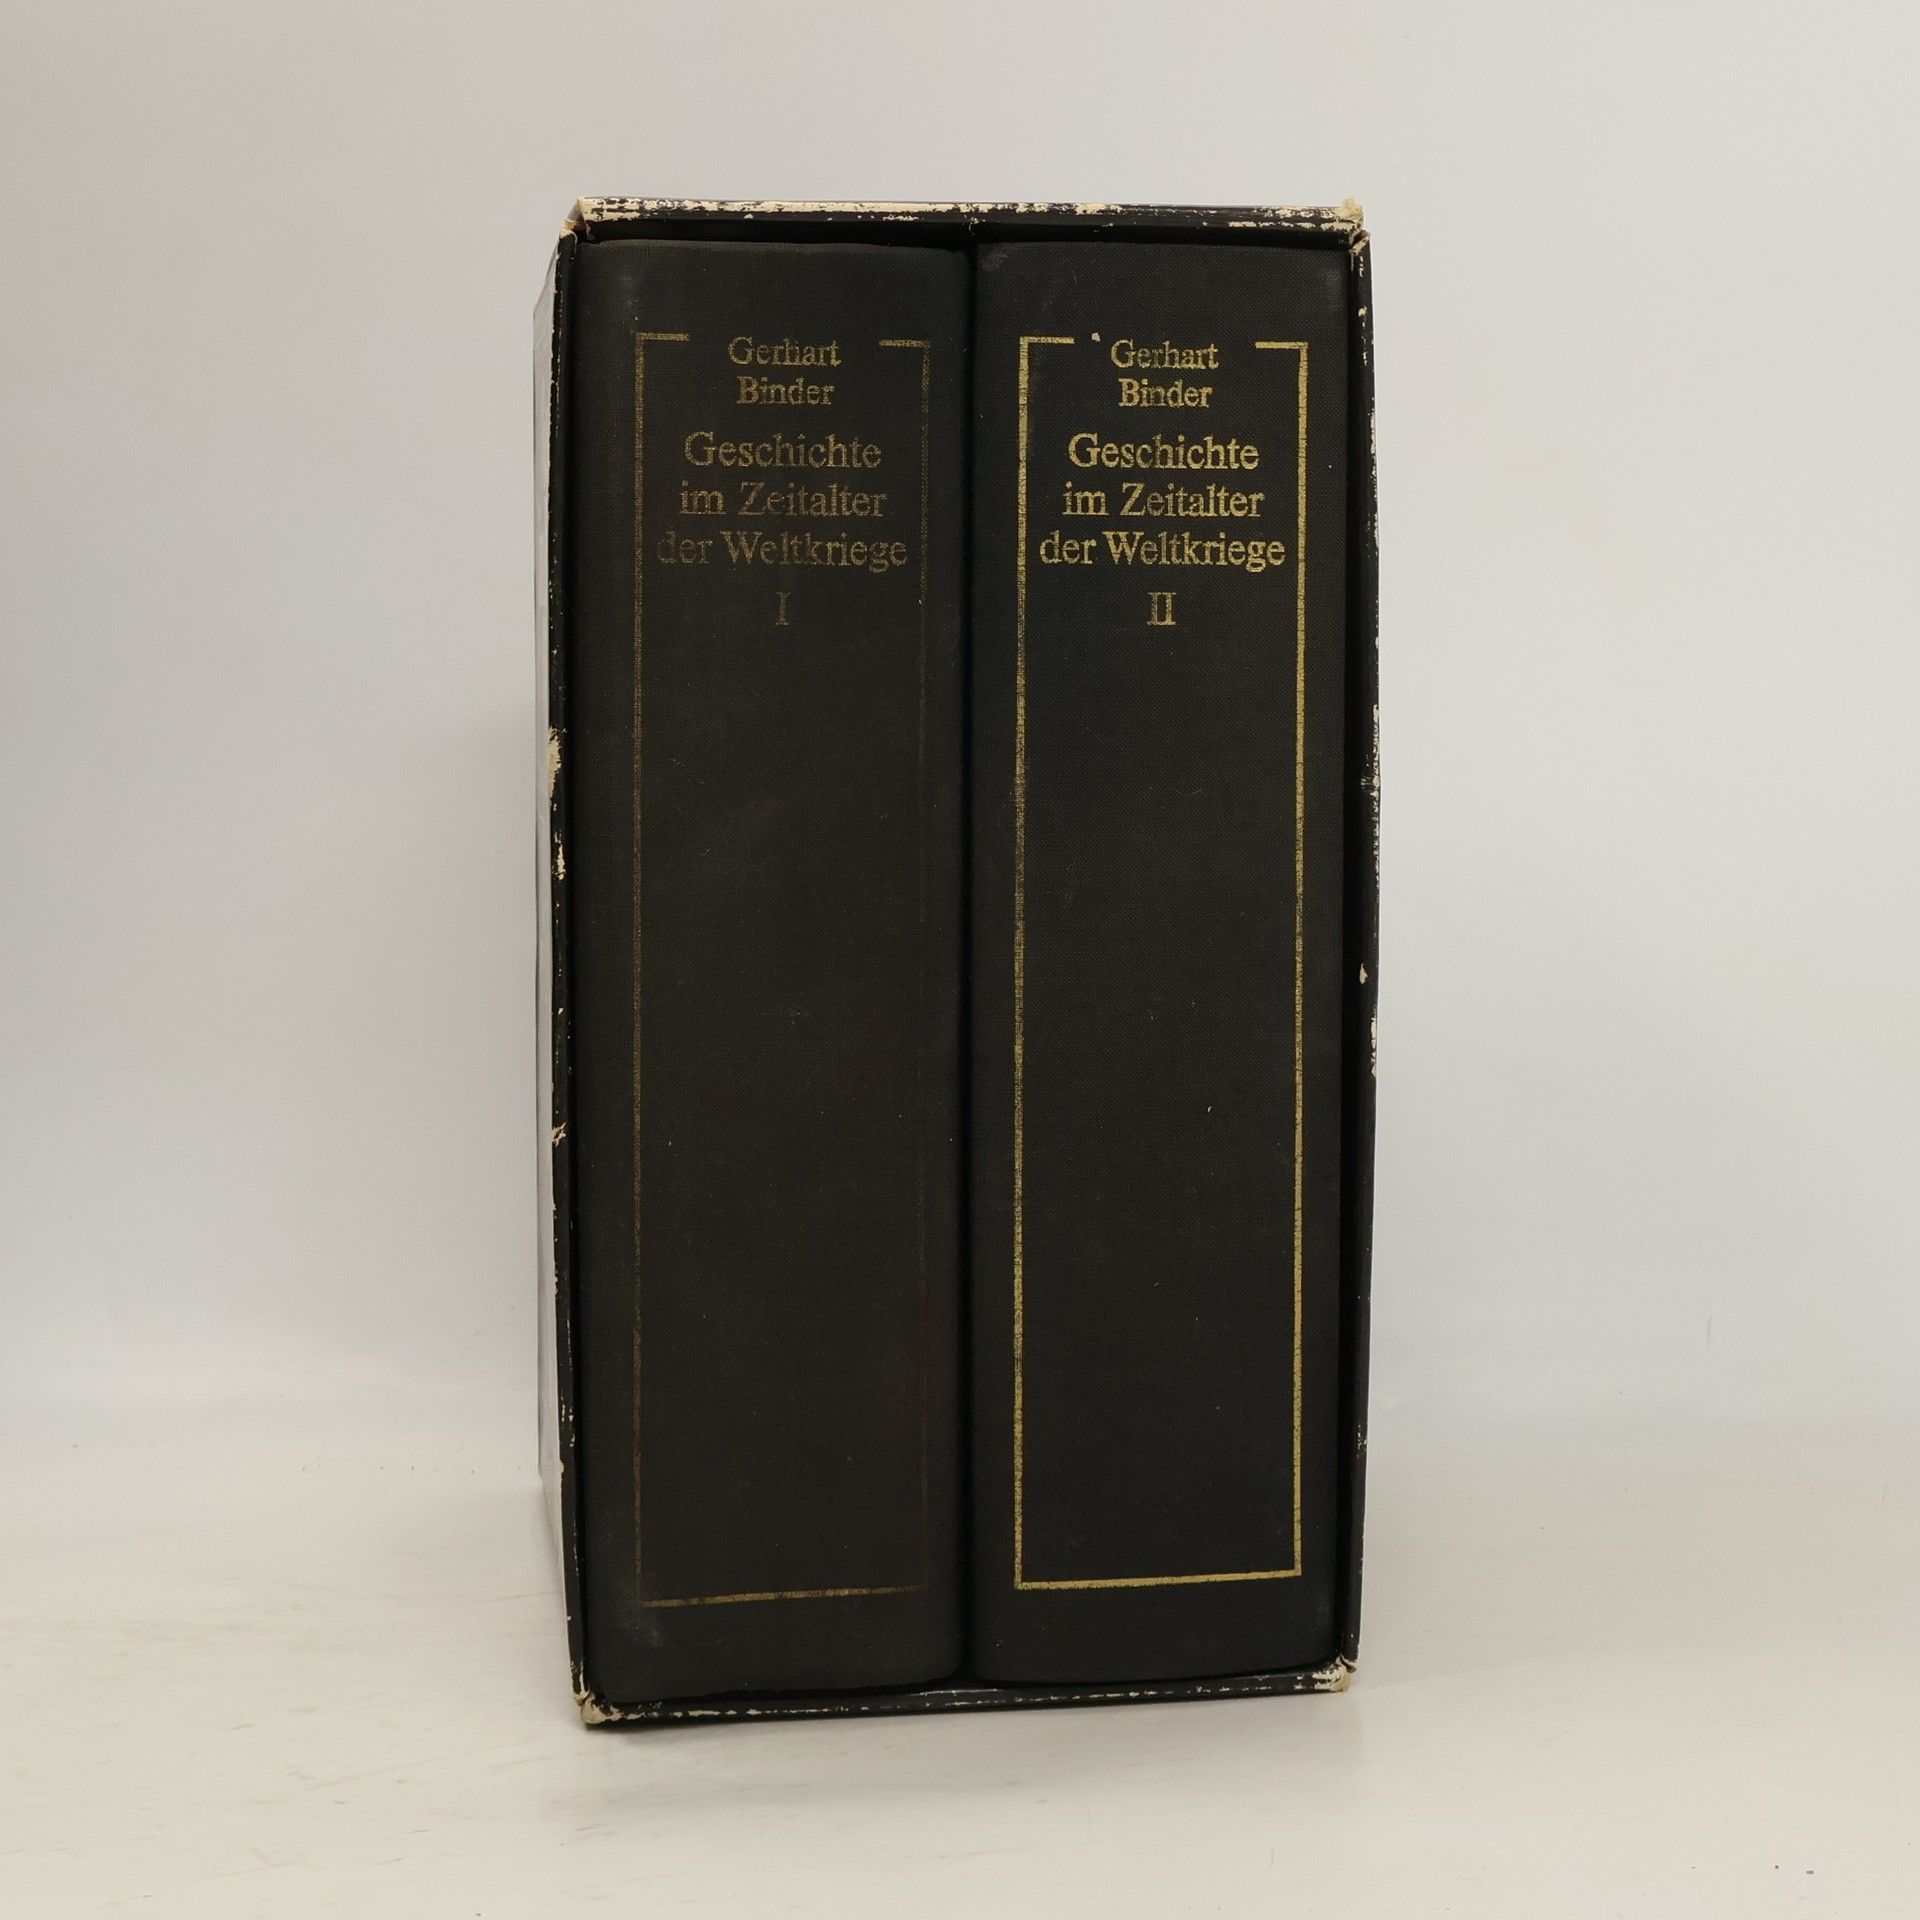 Gerhart
Binder
Geschichte
im Zeitalter
der Weltkriege
I
Gerhart
Binder
Geschichte
im Zeitalter
der Weltkriege
II